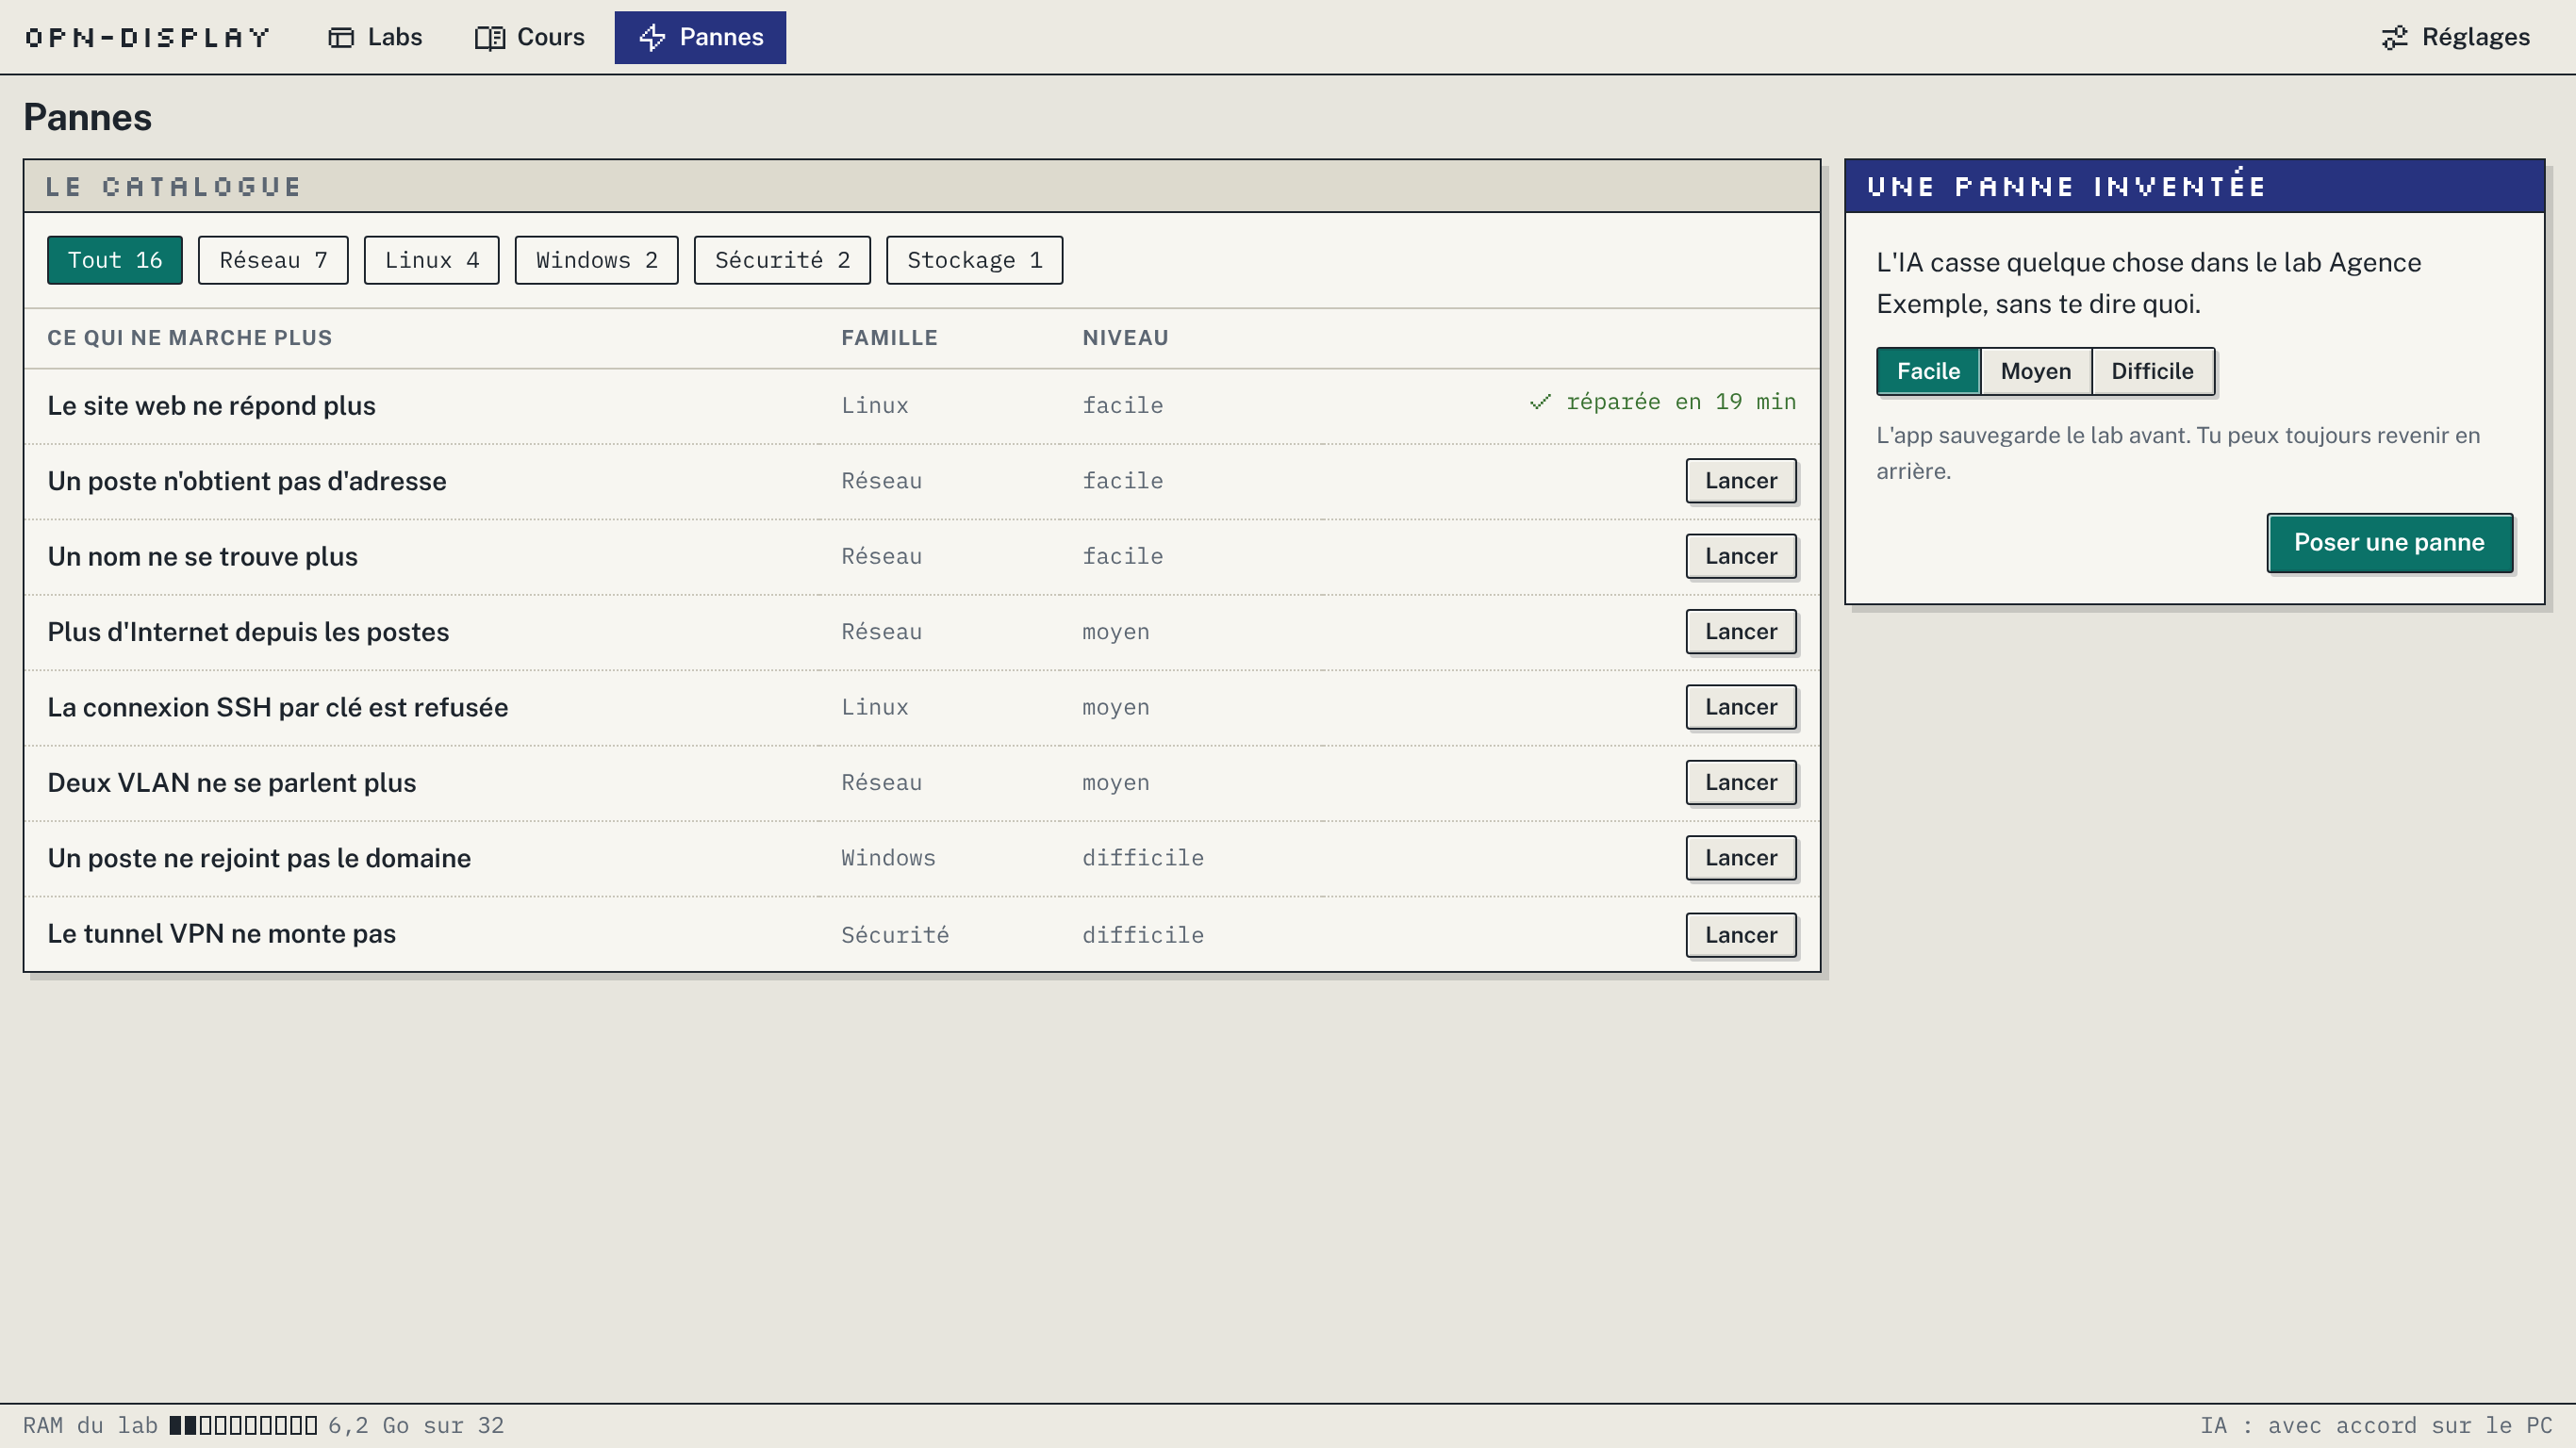 OPN-DISPLAY
Labs
Cours
Pannes
Réglages
Pannes
LE CATALOGUE
Tout 16
Réseau 7
Linux 4
Windows 2
Sécurité 2
Stockage 1
CE QUI NE MARCHE PLUS
FAMILLE
NIVEAU
Le site web ne répond plus
Linux
facile
réparée en 19 min
Un poste n'obtient pas d'adresse
Réseau
facile
Lancer
Un nom ne se trouve plus
Réseau
facile
Lancer
Plus d'Internet depuis les postes
Réseau
moyen
Lancer
La connexion SSH par clé est refusée
Linux
moyen
Lancer
Deux VLAN ne se parlent plus
Réseau
moyen
Lancer
Un poste ne rejoint pas le domaine
Windows
difficile
Lancer
Le tunnel VPN ne monte pas
Sécurité
difficile
Lancer
UNE PANNE INVENTÉE
L'IA casse quelque chose dans le lab Agence
Exemple, sans te dire quoi.
Facile
Moyen
Difficile
L'app sauvegarde le lab avant. Tu peux toujours revenir en
arrière.
Poser une panne
RAM du lab
6,2 Go sur 32
IA : avec accord sur le PC